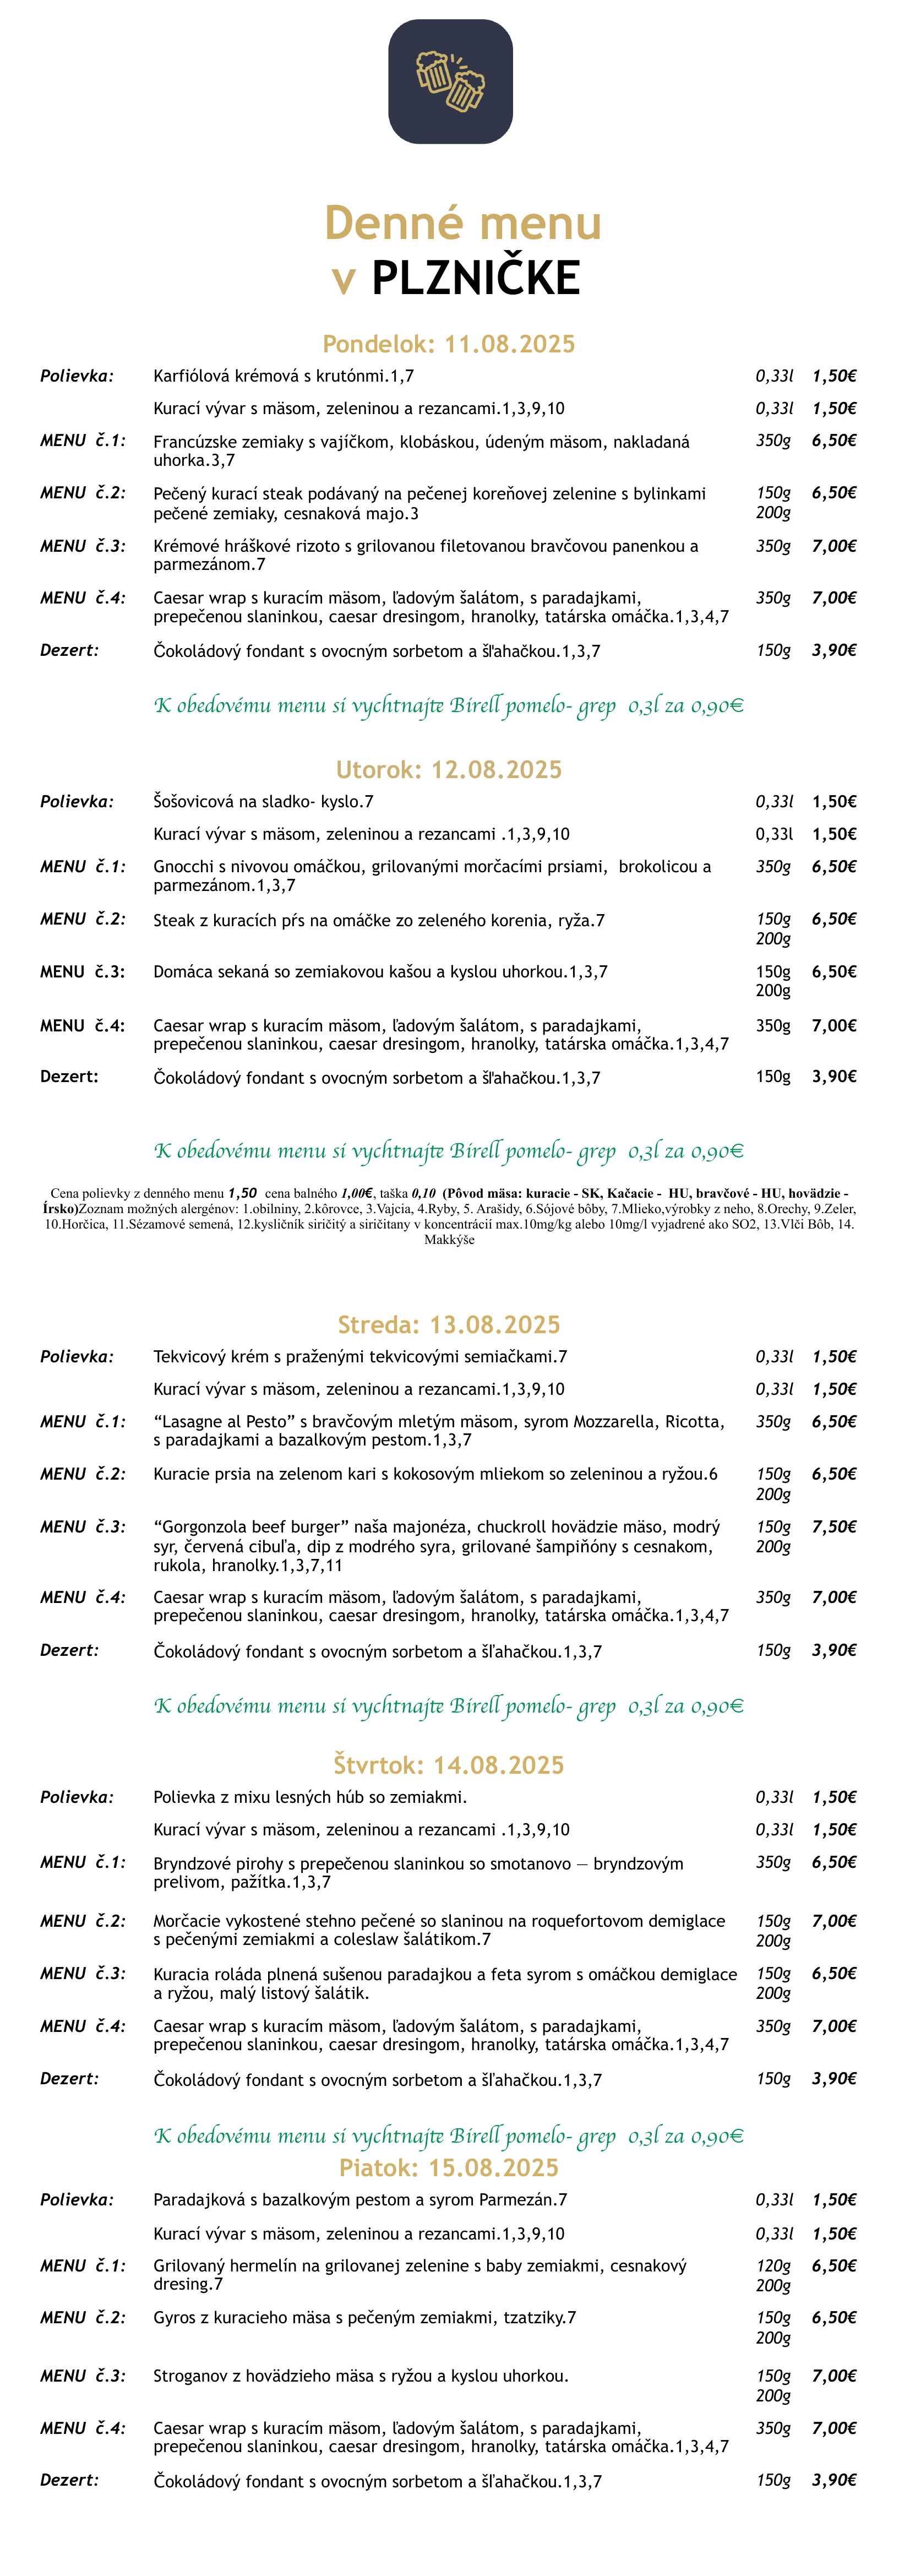 Denné menu
v PLZNIČKE
Pondelok: 11.08.2025
Polievka: Karfiólová krémová s krutónmi.1,7 0,33l 1,50€
Kurací vývar s mäsom, zeleninou a rezancami.1,3,9,10 0,33l 1,50€
MENU č.1: Francúzske zemiaky s vajíčkom, klobáskou, údeným mäsom, nakladaná 350g 6,50€
uhorka.3,7
MENU č.2: Pečený kurací steak podávaný na pečenej koreňovej zelenine s bylinkami 150g 6,50€
pečené zemiaky, cesnaková majo.3 200g
MENU č.3: Krémové hráškové rizoto s grilovanou filetovanou bravčovou panenkou a 350g 7,00€
parmezánom.7
MENU č.4: Caesar wrap s kuracím mäsom, ľadovým šalátom, s paradajkami, 350g 7,00€
prepečenou slaninkou, caesar dresingom, hranolky, tatárska omáčka.1,3,4,7
Dezert: Čokoládový fondant s ovocným sorbetom a šľahačkou.1,3,7 150g 3,90€
K obedovému menu si vychtnajte Birell pomelo- grep 0,3l za 0,90€
Utorok: 12.08.2025
Polievka: Šošovicová na sladko- kyslo.7 0,33l 1,50€
Kurací vývar s mäsom, zeleninou a rezancami .1,3,9,10 0,33l 1,50€
MENU č.1: Gnocchi s nivovou omáčkou, grilovanými morčacími prsiami, brokolicou a 350g 6,50€
parmezánom.1,3,7
MENU č.2: Steak z kuracích pŕs na omáčke zo zeleného korenia, ryža.7 150g 6,50€
200g
MENU č.3: Domáca sekaná so zemiakovou kašou a kyslou uhorkou.1,3,7 150g 6,50€
200g
MENU č.4: Caesar wrap s kuracím mäsom, ľadovým šalátom, s paradajkami, 350g 7,00€
prepečenou slaninkou, caesar dresingom, hranolky, tatárska omáčka.1,3,4,7
Dezert: Čokoládový fondant s ovocným sorbetom a šľahačkou.1,3,7 150g 3,90€
K obedovému menu si vychtnajte Birell pomelo- grep 0,3l za 0,90€
Cena polievky z denného menu 1,50 cena balného 1,00€, taška 0,10 (Pôvod mäsa: kuracie - SK, Kačacie - HU, bravčové - HU, hovädzie -
Írsko)Zoznam možných alergénov: 1.obilniny, 2.kôrovce, 3.Vajcia, 4.Ryby, 5. Arašidy, 6.Sójové bôby, 7.Mlieko,výrobky z neho, 8.Orechy, 9.Zeler,
10.Horčica, 11.Sézamové semená, 12.kysličník siričitý a siričitany v koncentrácií max.10mg/kg alebo 10mg/l vyjadrené ako SO2, 13.Vlčí Bôb, 14.
Makkýše
Streda: 13.08.2025
Polievka: Tekvicový krém s praženými tekvicovými semiačkami.7 0,33l 1,50€
Kurací vývar s mäsom, zeleninou a rezancami.1,3,9,10 0,33l 1,50€
MENU č.1: “Lasagne al Pesto” s bravčovým mletým mäsom, syrom Mozzarella, Ricotta, 350g 6,50€
s paradajkami a bazalkovým pestom.1,3,7
MENU č.2: Kuracie prsia na zelenom kari s kokosovým mliekom so zeleninou a ryžou.6 150g 6,50€
200g
MENU č.3: “Gorgonzola beef burger” naša majonéza, chuckroll hovädzie mäso, modrý 150g 7,50€
syr, červená cibuľa, dip z modrého syra, grilované šampiňóny s cesnakom, 200g
rukola, hranolky.1,3,7,11
MENU č.4: Caesar wrap s kuracím mäsom, ľadovým šalátom, s paradajkami, 350g 7,00€
prepečenou slaninkou, caesar dresingom, hranolky, tatárska omáčka.1,3,4,7
Dezert: Čokoládový fondant s ovocným sorbetom a šľahačkou.1,3,7 150g 3,90€
K obedovému menu si vychtnajte Birell pomelo- grep 0,3l za 0,90€
Štvrtok: 14.08.2025
Polievka: Polievka z mixu lesných húb so zemiakmi. 0,33l 1,50€
Kurací vývar s mäsom, zeleninou a rezancami .1,3,9,10 0,33l 1,50€
MENU č.1: Bryndzové pirohy s prepečenou slaninkou so smotanovo — bryndzovým 350g 6,50€
prelivom, pažítka.1,3,7
MENU č.2: Morčacie vykostené stehno pečené so slaninou na roquefortovom demiglace 150g 7,00€
s pečenými zemiakmi a coleslaw šalátikom.7 200g
MENU č.3: Kuracia roláda plnená sušenou paradajkou a feta syrom s omáčkou demiglace 150g 6,50€
a ryžou, malý listový šalátik. 200g
MENU č.4: Caesar wrap s kuracím mäsom, ľadovým šalátom, s paradajkami, 350g 7,00€
prepečenou slaninkou, caesar dresingom, hranolky, tatárska omáčka.1,3,4,7
Dezert: Čokoládový fondant s ovocným sorbetom a šľahačkou.1,3,7 150g 3,90€
K obedovému menu si vychtnajte Birell pomelo- grep 0,3l za 0,90€
Piatok: 15.08.2025
Polievka: Paradajková s bazalkovým pestom a syrom Parmezán.7 0,33l 1,50€
Kurací vývar s mäsom, zeleninou a rezancami.1,3,9,10 0,33l 1,50€
MENU č.1: Grilovaný hermelín na grilovanej zelenine s baby zemiakmi, cesnakový 120g 6,50€
dresing.7 200g
MENU č.2: Gyros z kuracieho mäsa s pečeným zemiakmi, tzatziky.7 150g 6,50€
200g
MENU č.3: Stroganov z hovädzieho mäsa s ryžou a kyslou uhorkou. 150g 7,00€
200g
MENU č.4: Caesar wrap s kuracím mäsom, ľadovým šalátom, s paradajkami, 350g 7,00€
prepečenou slaninkou, caesar dresingom, hranolky, tatárska omáčka.1,3,4,7
Dezert: Čokoládový fondant s ovocným sorbetom a šľahačkou.1,3,7 150g 3,90€